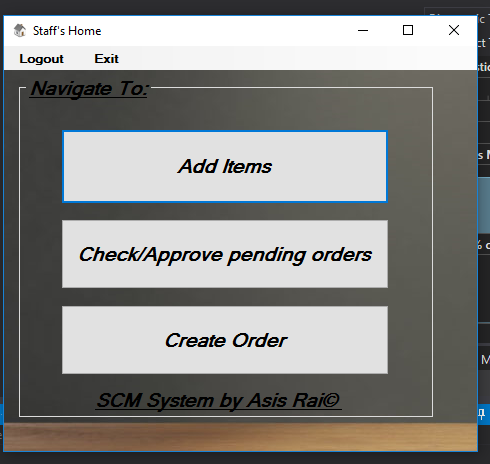 Staff's Home
Logout Exit
Navigate To:
Add Items
Check/Approve pending orders
Create Order
SCM System by Asis Rai©